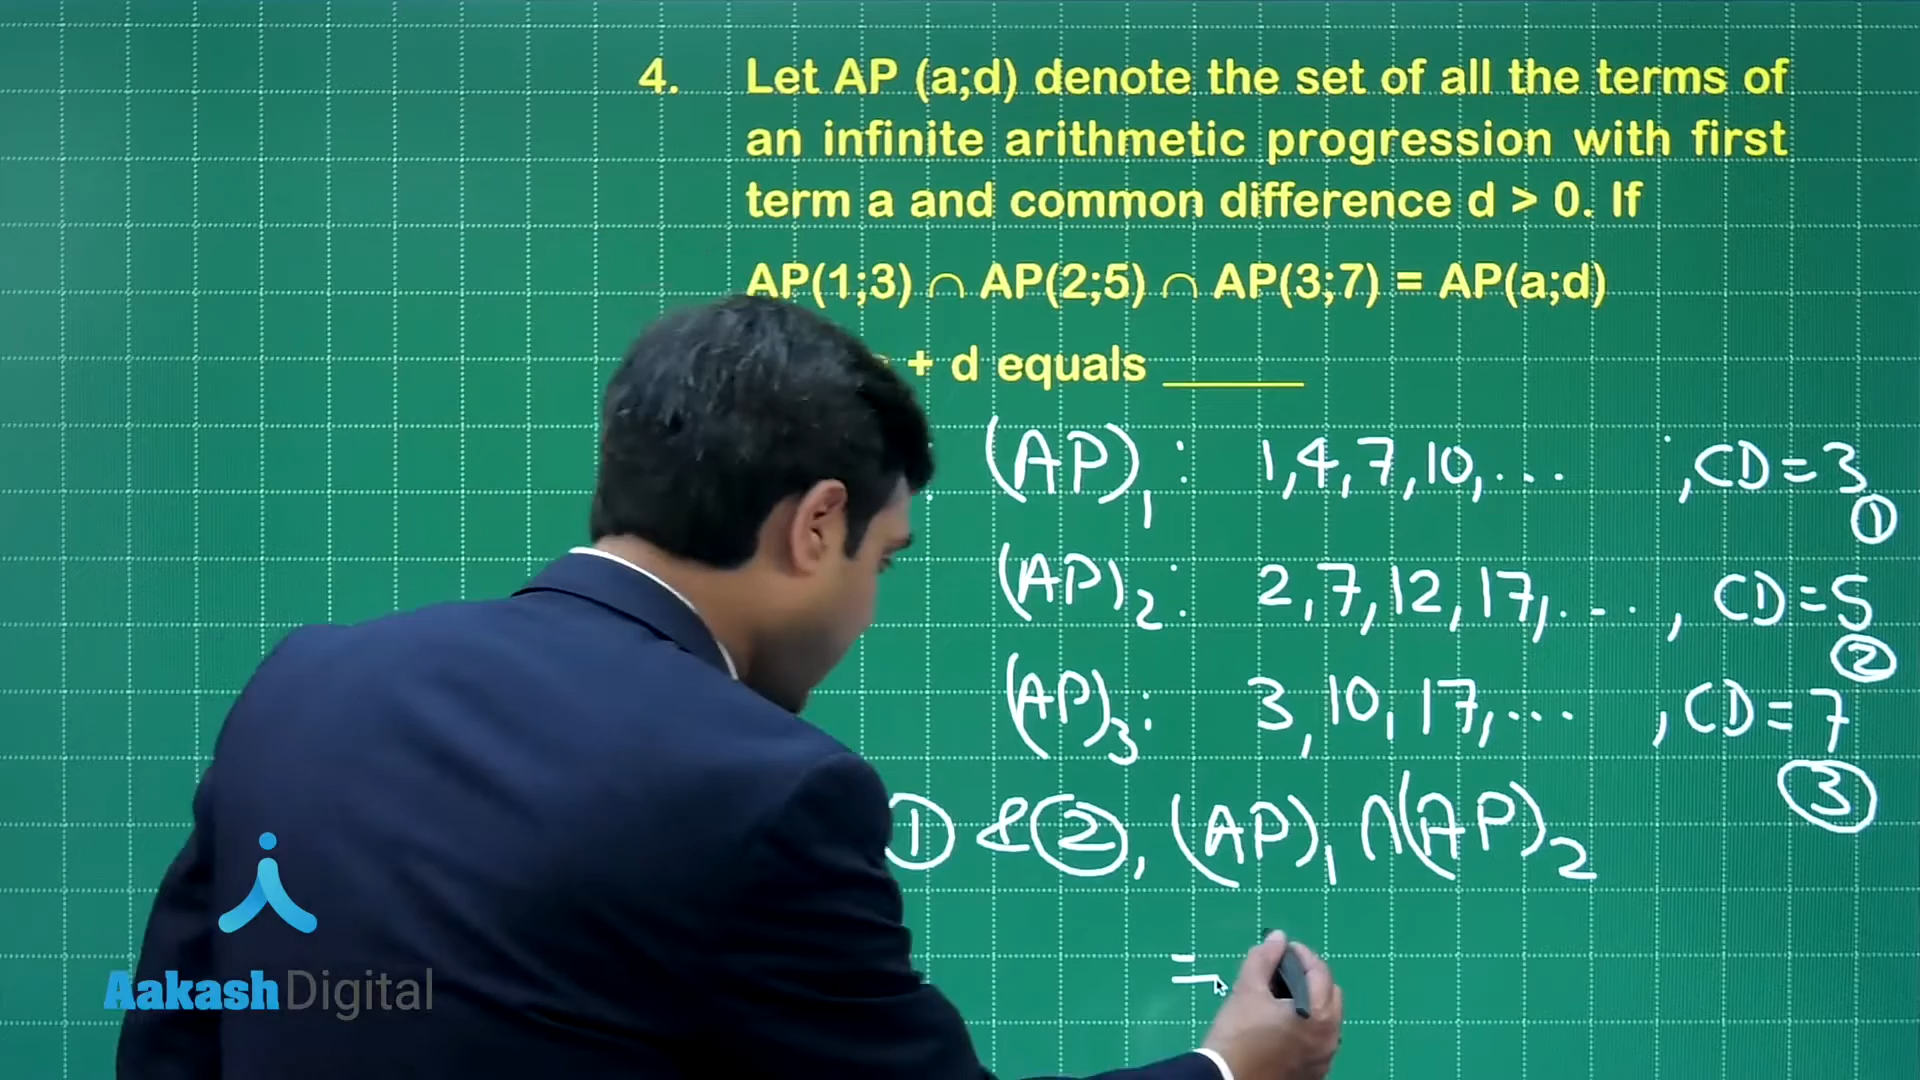 4. Let AP (a;d) denote the set of all the terms of
an infinite arithmetic progression with first
term a and common difference d > 0. If
AP(1;3) ∩ AP(2;5) ∩ AP(3;7) = AP(a;d)
+ d equals ______
(AP)₁ : 1,4,7,10,... , CD=3
①
(AP)₂ : 2,7,12,17,.... , CD=5
②
(AP)₃ : 3,10,17,... , CD=7
③
① & ②, (AP)₁ ∩(AP)₂
=
Aakash Digital